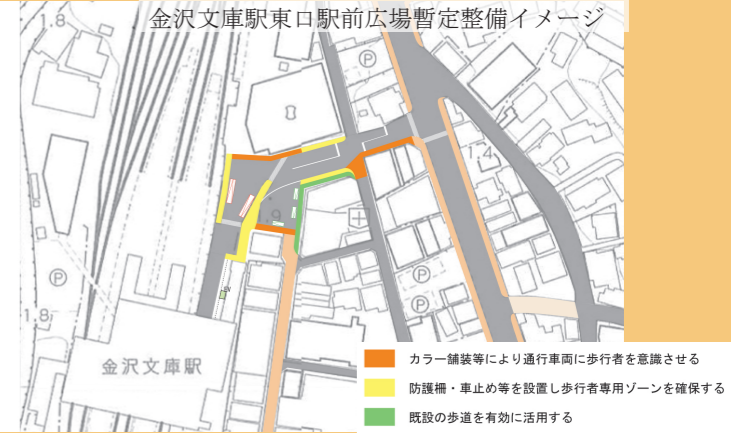 金沢文庫駅東口駅前広場暫定整備イメージ
1.8
P
1.4
1.9
P
P
P
1.8
金沢文庫駅
カラー舗装等により通行車両に歩行者を意識させる
防護柵・車止め等を設置し歩行者専用ゾーンを確保する
既設の歩道を有効に活用する